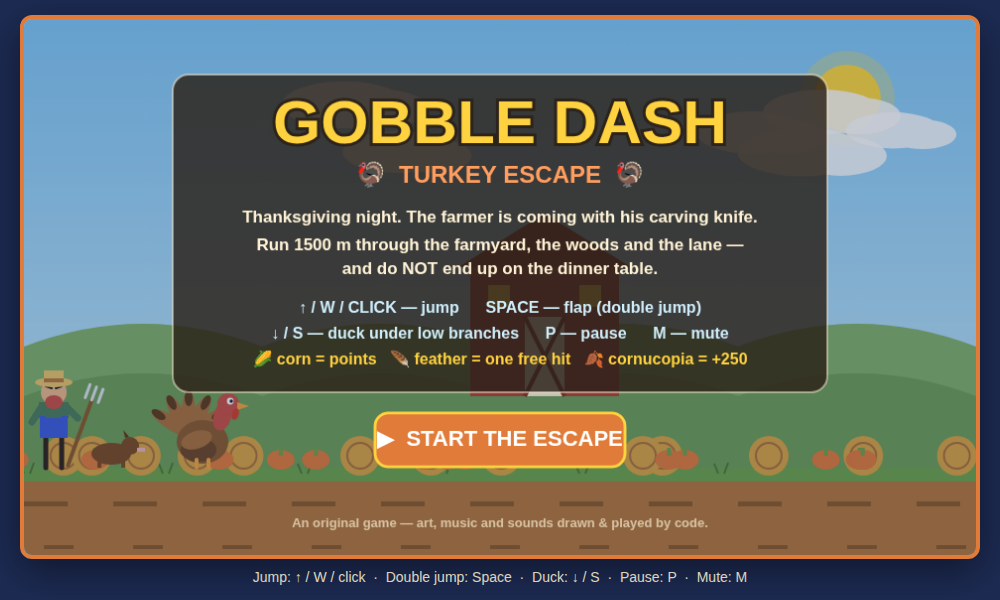 GOBBLE DASH
🦃 TURKEY ESCAPE 🦃
Thanksgiving night. The farmer is coming with his carving knife.
Run 1500 m through the farmyard, the woods and the lane —
and do NOT end up on the dinner table.
↑ / W / CLICK — jump SPACE — flap (double jump)
↓ / S — duck under low branches P — pause M — mute
🌽 corn = points 🪶 feather = one free hit 🍂 cornucopia = +250
▶ START THE ESCAPE
An original game — art, music and sounds drawn & played by code.
Jump: ↑ / W / click · Double jump: Space · Duck: ↓ / S · Pause: P · Mute: M